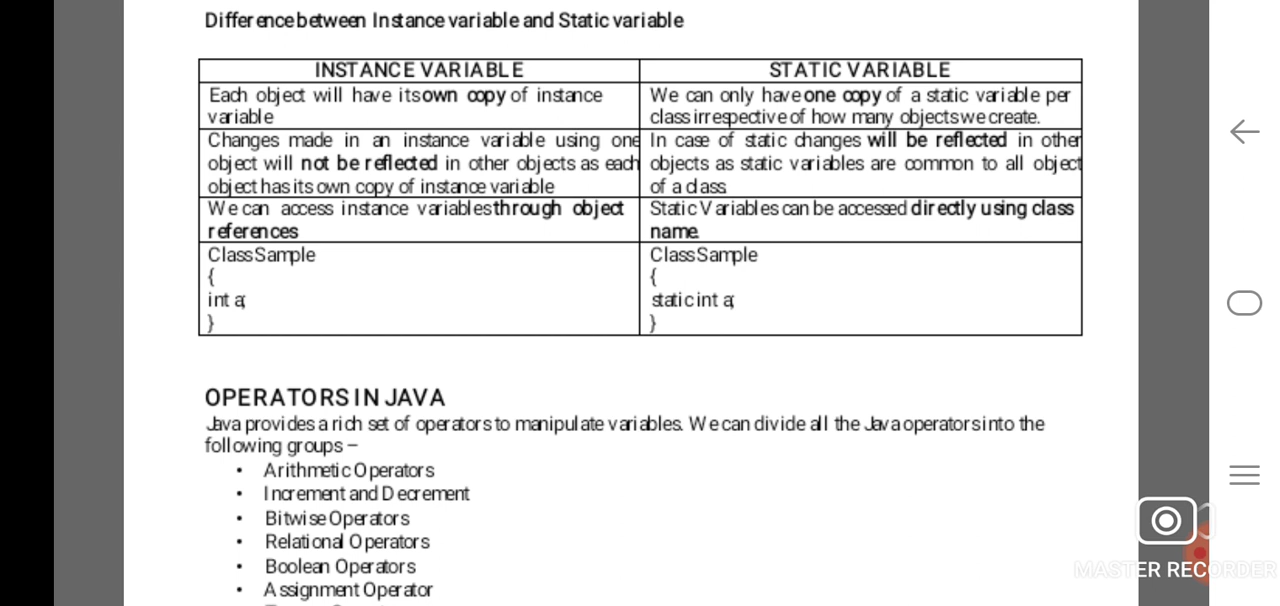 Difference between Instance variable and Static variable
INSTANCE VARIABLE
STATIC VARIABLE
Each object will have its own copy of instance
variable
We can only have one copy of a static variable per
class irrespective of how many objects we create.
Changes made in an instance variable using one
object will not be reflected in other objects as each
object has its own copy of instance variable
In case of static changes will be reflected in other
objects as static variables are common to all object
of a class
We can access instance variables through object
references
Static Variables can be accessed directly using class
name.
Class Sample
{
int a;
}
Class Sample
{
static int a;
}
OPERATORS IN JAVA
Java provides a rich set of operators to manipulate variables. We can divide all the Java operators into the
following groups –
• Arithmetic Operators
• Increment and Decrement
• Bitwise Operators
• Relational Operators
• Boolean Operators
• Assignment Operator
MASTER RECORDER